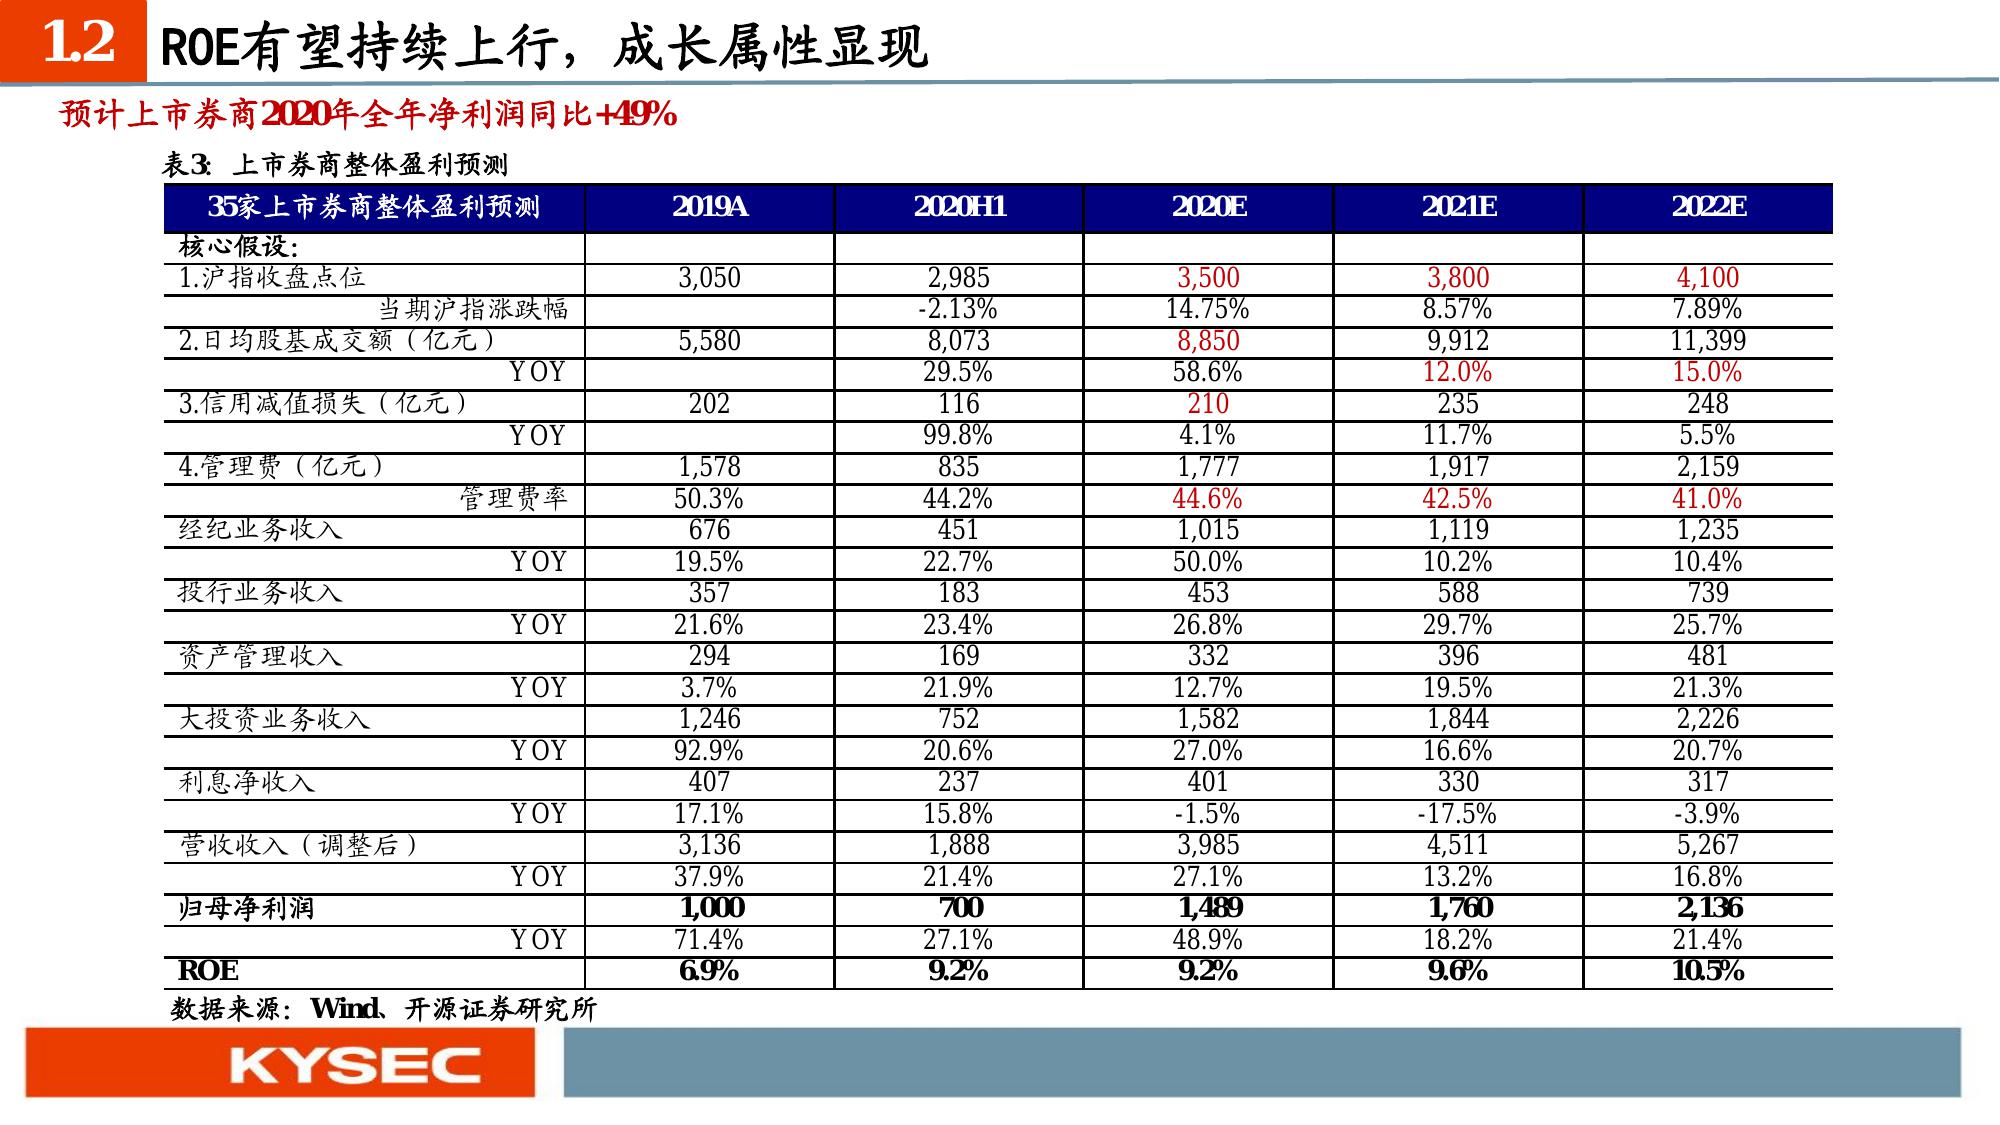 1.2 ROE有望持续上行，成长属性显现
预计上市券商2020年全年净利润同比+49%
表3：上市券商整体盈利预测
35家上市券商整体盈利预测 2019A 2020H1 2020E 2021E 2022E
核心假设：
1.沪指收盘点位 3,050 2,985 3,500 3,800 4,100
当期沪指涨跌幅 -2.13% 14.75% 8.57% 7.89%
2.日均股基成交额（亿元） 5,580 8,073 8,850 9,912 11,399
YOY 29.5% 58.6% 12.0% 15.0%
3.信用减值损失（亿元） 202 116 210 235 248
YOY 99.8% 4.1% 11.7% 5.5%
4.管理费（亿元） 1,578 835 1,777 1,917 2,159
管理费率 50.3% 44.2% 44.6% 42.5% 41.0%
经纪业务收入 676 451 1,015 1,119 1,235
YOY 19.5% 22.7% 50.0% 10.2% 10.4%
投行业务收入 357 183 453 588 739
YOY 21.6% 23.4% 26.8% 29.7% 25.7%
资产管理收入 294 169 332 396 481
YOY 3.7% 21.9% 12.7% 19.5% 21.3%
大投资业务收入 1,246 752 1,582 1,844 2,226
YOY 92.9% 20.6% 27.0% 16.6% 20.7%
利息净收入 407 237 401 330 317
YOY 17.1% 15.8% -1.5% -17.5% -3.9%
营收收入（调整后） 3,136 1,888 3,985 4,511 5,267
YOY 37.9% 21.4% 27.1% 13.2% 16.8%
归母净利润 1,000 700 1,489 1,760 2,136
YOY 71.4% 27.1% 48.9% 18.2% 21.4%
ROE 6.9% 9.2% 9.2% 9.6% 10.5%
数据来源：Wind、开源证券研究所
KYSEC